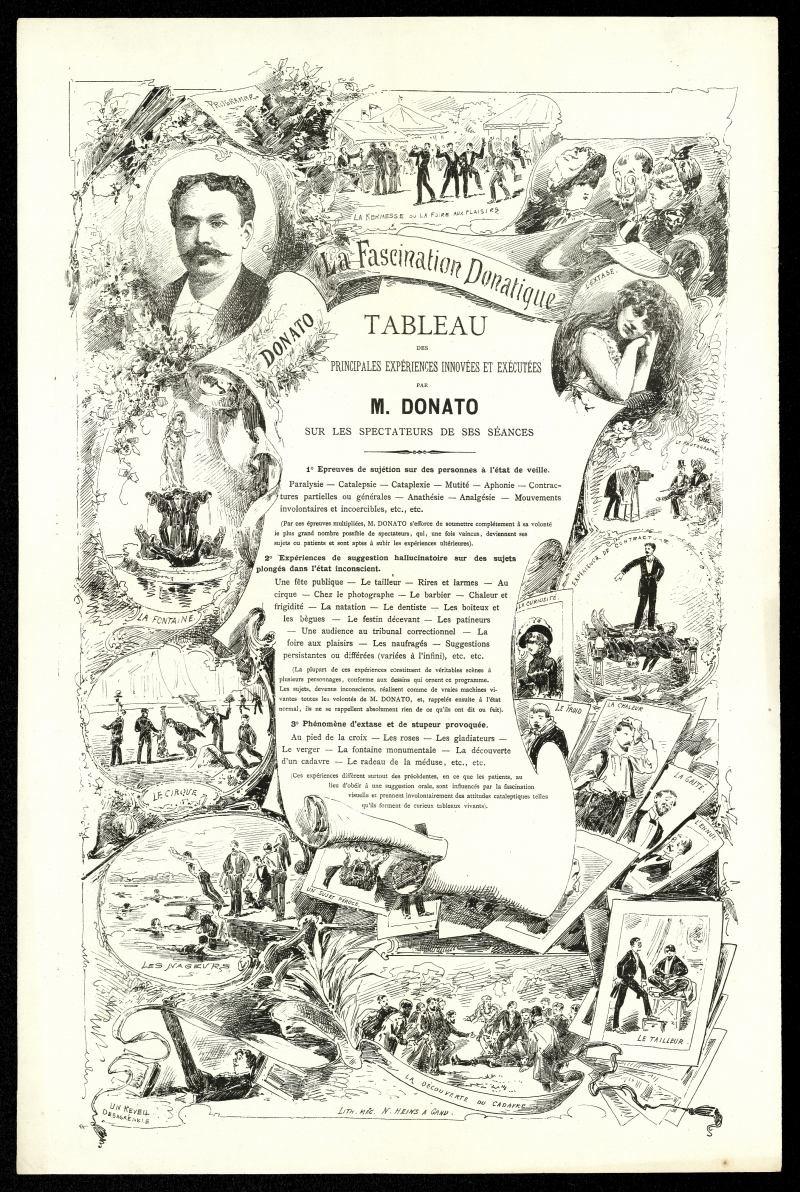 PROGRAMME
LA KERMESSE OU LA FOIRE AUX PLAISIRS
La Fascination Donatique
L'EXTASE.
DONATO
TABLEAU
DES
PRINCIPALES EXPÉRIENCES INNOVÉES ET EXÉCUTÉES
PAR
M. DONATO
SUR LES SPECTATEURS DE SES SÉANCES
1º Epreuves de sujétion sur des personnes à l'état de veille.
Paralysie — Catalepsie — Cataplexie — Mutité — Aphonie — Contrac-
tures partielles ou générales — Anathésie — Analgésie — Mouvements
involontaires et incoercibles, etc., etc.
(Par ces épreuves multipliées, M. DONATO s'efforce de soumettre complètement à sa volonté
le plus grand nombre possible de spectateurs, qui, une fois vaincus, deviennent ses
sujets ou patients et sont aptes à subir les expériences ultérieures).
2º Expériences de suggestion hallucinatoire sur des sujets
plongés dans l'état inconscient.
Une fête publique — Le tailleur — Rires et larmes — Au
cirque — Chez le photographe — Le barbier — Chaleur et
frigidité — La natation — Le dentiste — Les boiteux et
les bègues — Le festin décevant — Les patineurs
— Une audience au tribunal correctionnel — La
foire aux plaisirs — Les naufragés — Suggestions
persistantes ou différées (variées à l'infini), etc. etc.
(La plupart de ces expériences constituent de véritables scènes à
plusieurs personnages, conforme aux dessins qui ornent ce programme.
Les sujets, devenus inconscients, réalisent comme de vraies machines vi-
vantes toutes les volontés de M. DONATO, et, rappelés ensuite à l'état
normal, ils ne se rappellent absolument rien de ce qu'ils ont dit ou fait).
3º Phénomène d'extase et de stupeur provoquée.
Au pied de la croix — Les roses — Les gladiateurs —
Le verger — La fontaine monumentale — La découverte
d'un cadavre — Le radeau de la méduse, etc., etc.
(Ces expériences diffèrent surtout des précédentes, en ce que les patients, au
lieu d'obéir à une suggestion orale, sont influencés par la fascination
visuelle et prennent involontairement des attitudes cataleptiques telles
qu'ils forment de curieux tableaux vivants).
CHEZ
LE PHOTOGRAPHE
EXPÉRIENCE DE CONTRACTURE
LA FONTAINE.
LA CURIOSITÉ.
LE FROID
LA CHALEUR
LA GAITÉ.
L'ENNUI
LE CIRQUE
LES NAGEURS
LE TAILLEUR
LA DÉCOUVERTE DU CADAVRE
UN RÉVEIL
DÉSAGRÉABLE
LITH. MÉC. N. HEINS A GAND.